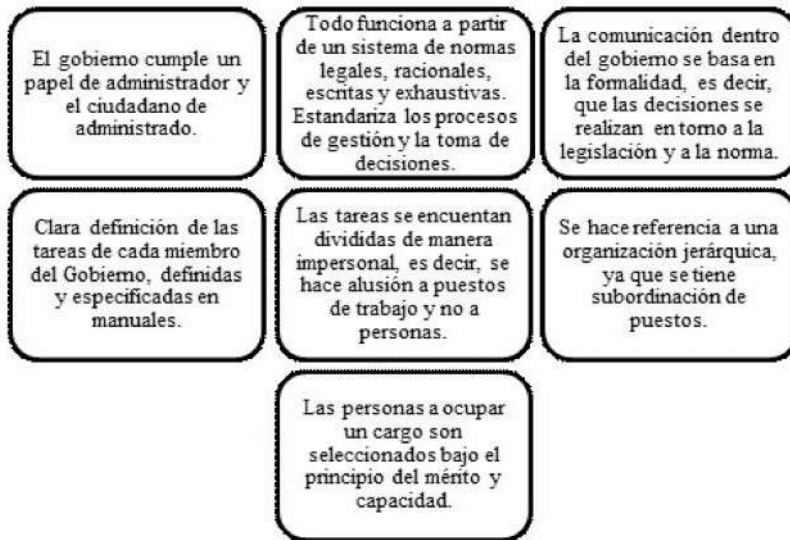 El gobierno cumple un
papel de administrador y
el ciudadano de
administrado.
Todo funciona a partir
de un sistema de normas
legales, racionales,
escritas y exhaustivas.
Estandariza los procesos
de gestión y la toma de
decisiones.
La comunicación dentro
del gobierno se basa en
la formalidad, es decir,
que las decisiones se
realizan en torno a la
legislación y a la norma.
Clara definición de las
tareas de cada miembro
del Gobierno, definidas
y especificadas en
manuales.
Las tareas se encuentan
divididas de manera
impersonal, es decir, se
hace alusión a puestos
de trabajo y no a
personas.
Se hace referencia a una
organización jerárquica,
ya que se tiene
subordinación de
puestos.
Las personas a ocupar
un cargo son
seleccionados bajo el
principio del mérito y
capacidad.